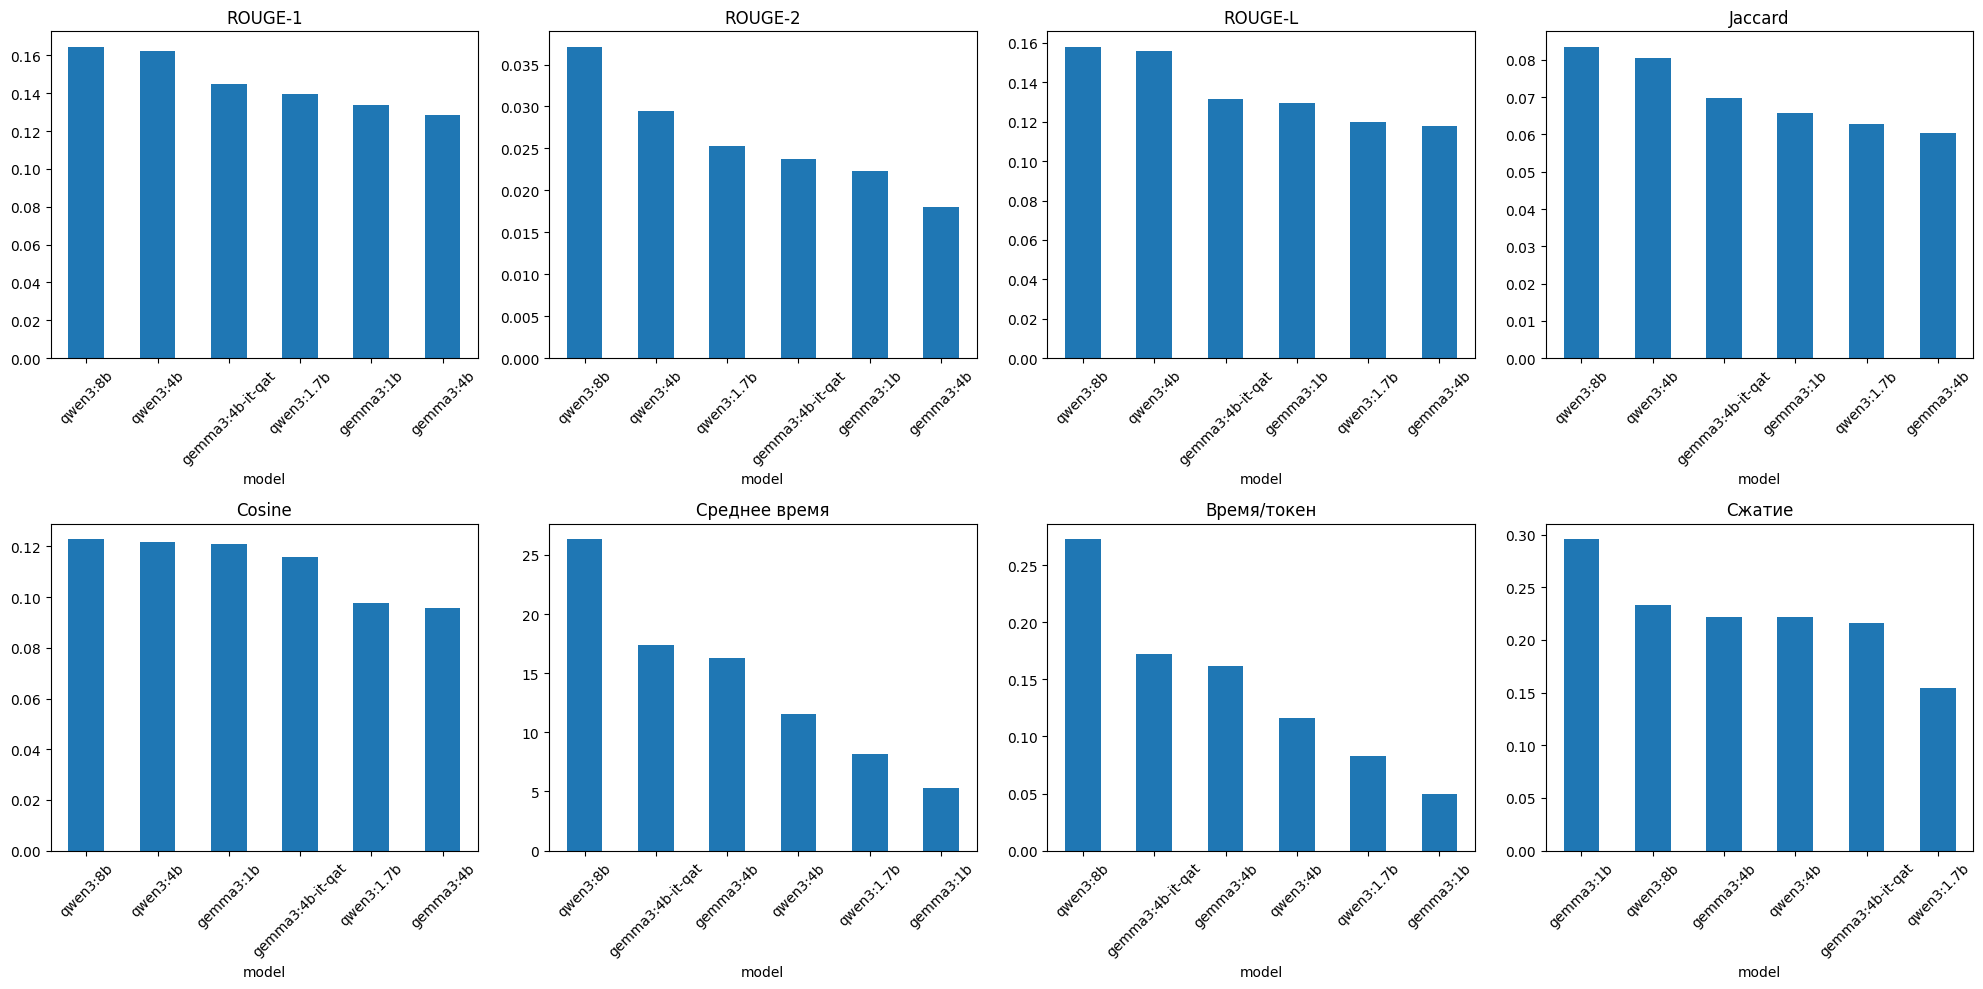 ROUGE-1
0.16
0.14
0.12
0.10
0.08
0.06
0.04
0.02
0.00
qwen3:8b
qwen3:4b
gemma3:4b-it-qat
qwen3:1.7b
gemma3:1b
gemma3:4b
model
ROUGE-2
0.035
0.030
0.025
0.020
0.015
0.010
0.005
0.000
qwen3:8b
qwen3:4b
qwen3:1.7b
gemma3:4b-it-qat
gemma3:1b
gemma3:4b
model
ROUGE-L
0.16
0.14
0.12
0.10
0.08
0.06
0.04
0.02
0.00
qwen3:8b
qwen3:4b
gemma3:4b-it-qat
gemma3:1b
qwen3:1.7b
gemma3:4b
model
Jaccard
0.08
0.07
0.06
0.05
0.04
0.03
0.02
0.01
0.00
qwen3:8b
qwen3:4b
gemma3:4b-it-qat
gemma3:1b
qwen3:1.7b
gemma3:4b
model
Cosine
0.12
0.10
0.08
0.06
0.04
0.02
0.00
qwen3:8b
qwen3:4b
gemma3:1b
gemma3:4b-it-qat
qwen3:1.7b
gemma3:4b
model
Среднее время
25
20
15
10
5
0
qwen3:8b
gemma3:4b-it-qat
gemma3:4b
qwen3:4b
qwen3:1.7b
gemma3:1b
model
Время/токен
0.25
0.20
0.15
0.10
0.05
0.00
qwen3:8b
gemma3:4b-it-qat
gemma3:4b
qwen3:4b
qwen3:1.7b
gemma3:1b
model
Сжатие
0.30
0.25
0.20
0.15
0.10
0.05
0.00
gemma3:1b
qwen3:8b
gemma3:4b
qwen3:4b
gemma3:4b-it-qat
qwen3:1.7b
model